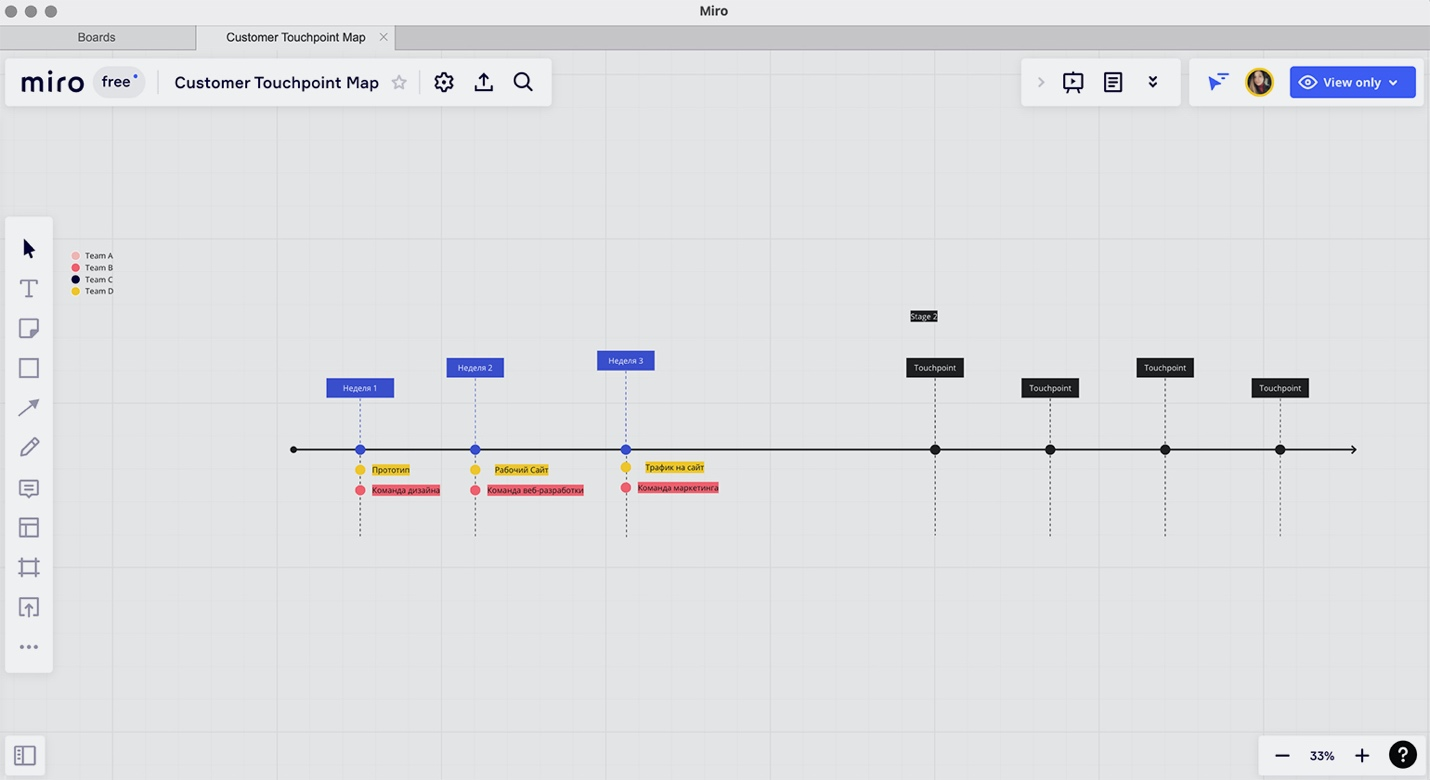 Miro
Boards
Customer Touchpoint Map
miro free
Customer Touchpoint Map
View only
Team A
Team B
Team C
Team D
Stage 2
Неделя 1
Неделя 2
Неделя 3
Touchpoint
Touchpoint
Touchpoint
Touchpoint
Прототип
Команда дизайна
Рабочий Сайт
Команда веб-разработки
Трафик на сайт
Команда маркетинга
33%
?